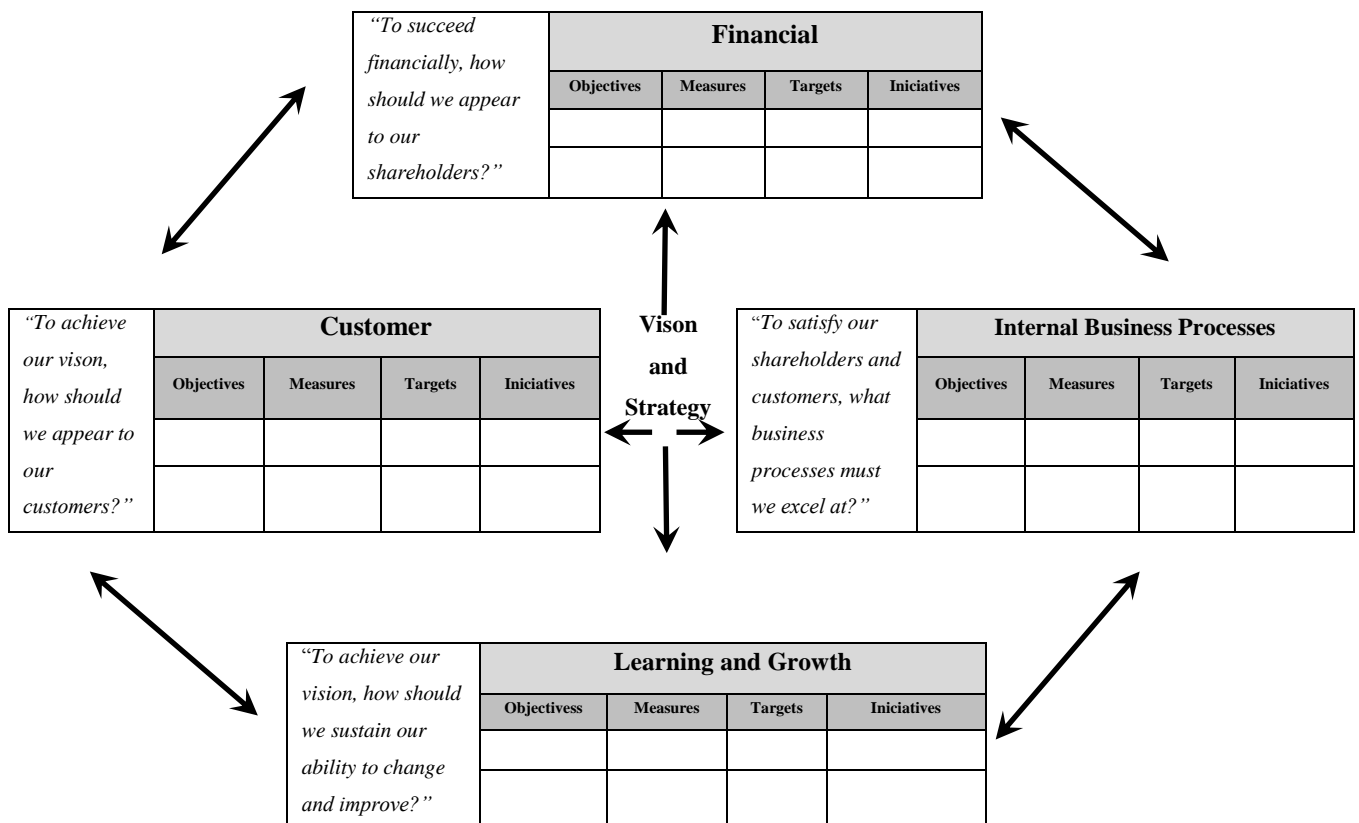 “To succeed
financially, how
should we appear
to our
shareholders?”
Financial
Objectives Measures Targets Iniciatives
“To achieve
our vison,
how should
we appear to
our
customers?”
Customer
Objectives Measures Targets Iniciatives
Vison
and
Strategy
“To satisfy our
shareholders and
customers, what
business
processes must
we excel at?”
Internal Business Processes
Objectives Measures Targets Iniciatives
“To achieve our
vision, how should
we sustain our
ability to change
and improve?”
Learning and Growth
Objectivess Measures Targets Iniciatives